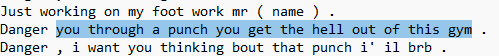 Just working on my foot work mr ( name ) .
Danger you through a punch you get the hell out of this gym .
Danger , i want you thinking bout that punch i' il brb .